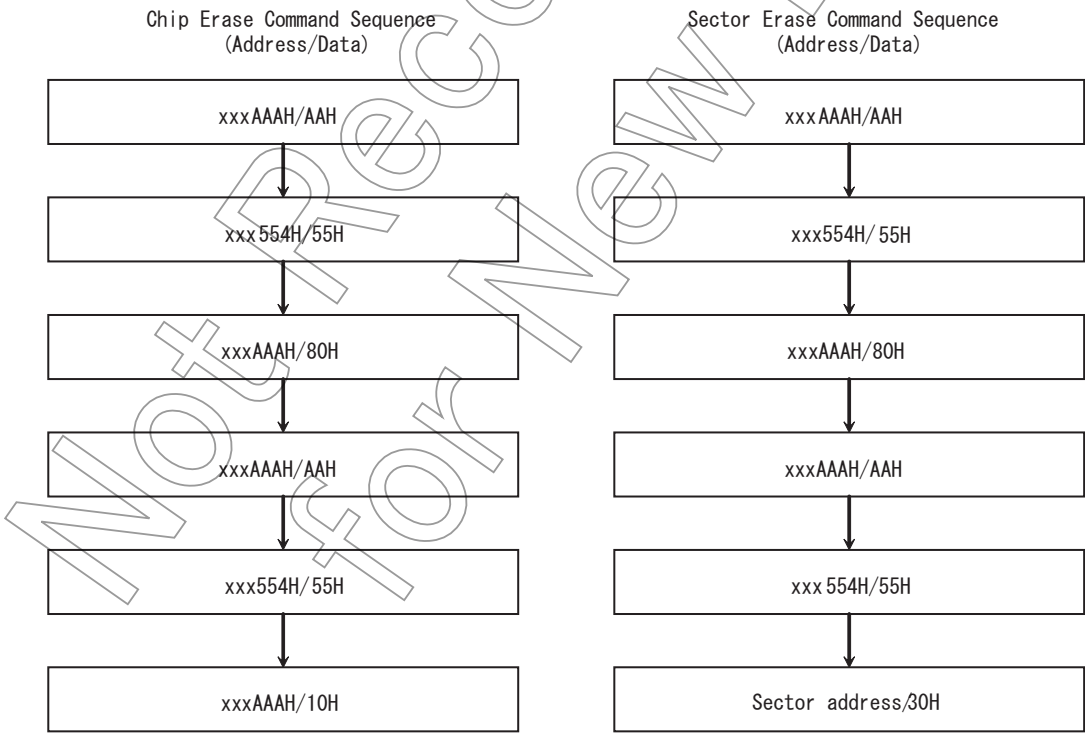 Chip Erase Command Sequence
(Address/Data)
xxxAAAH/AAH
xxx554H/55H
xxxAAAH/80H
xxxAAAH/AAH
xxx554H/55H
xxxAAAH/10H
Sector Erase Command Sequence
(Address/Data)
xxxAAAH/AAH
xxx554H/55H
xxxAAAH/80H
xxxAAAH/AAH
xxx554H/55H
Sector address/30H
Not Reco
for New